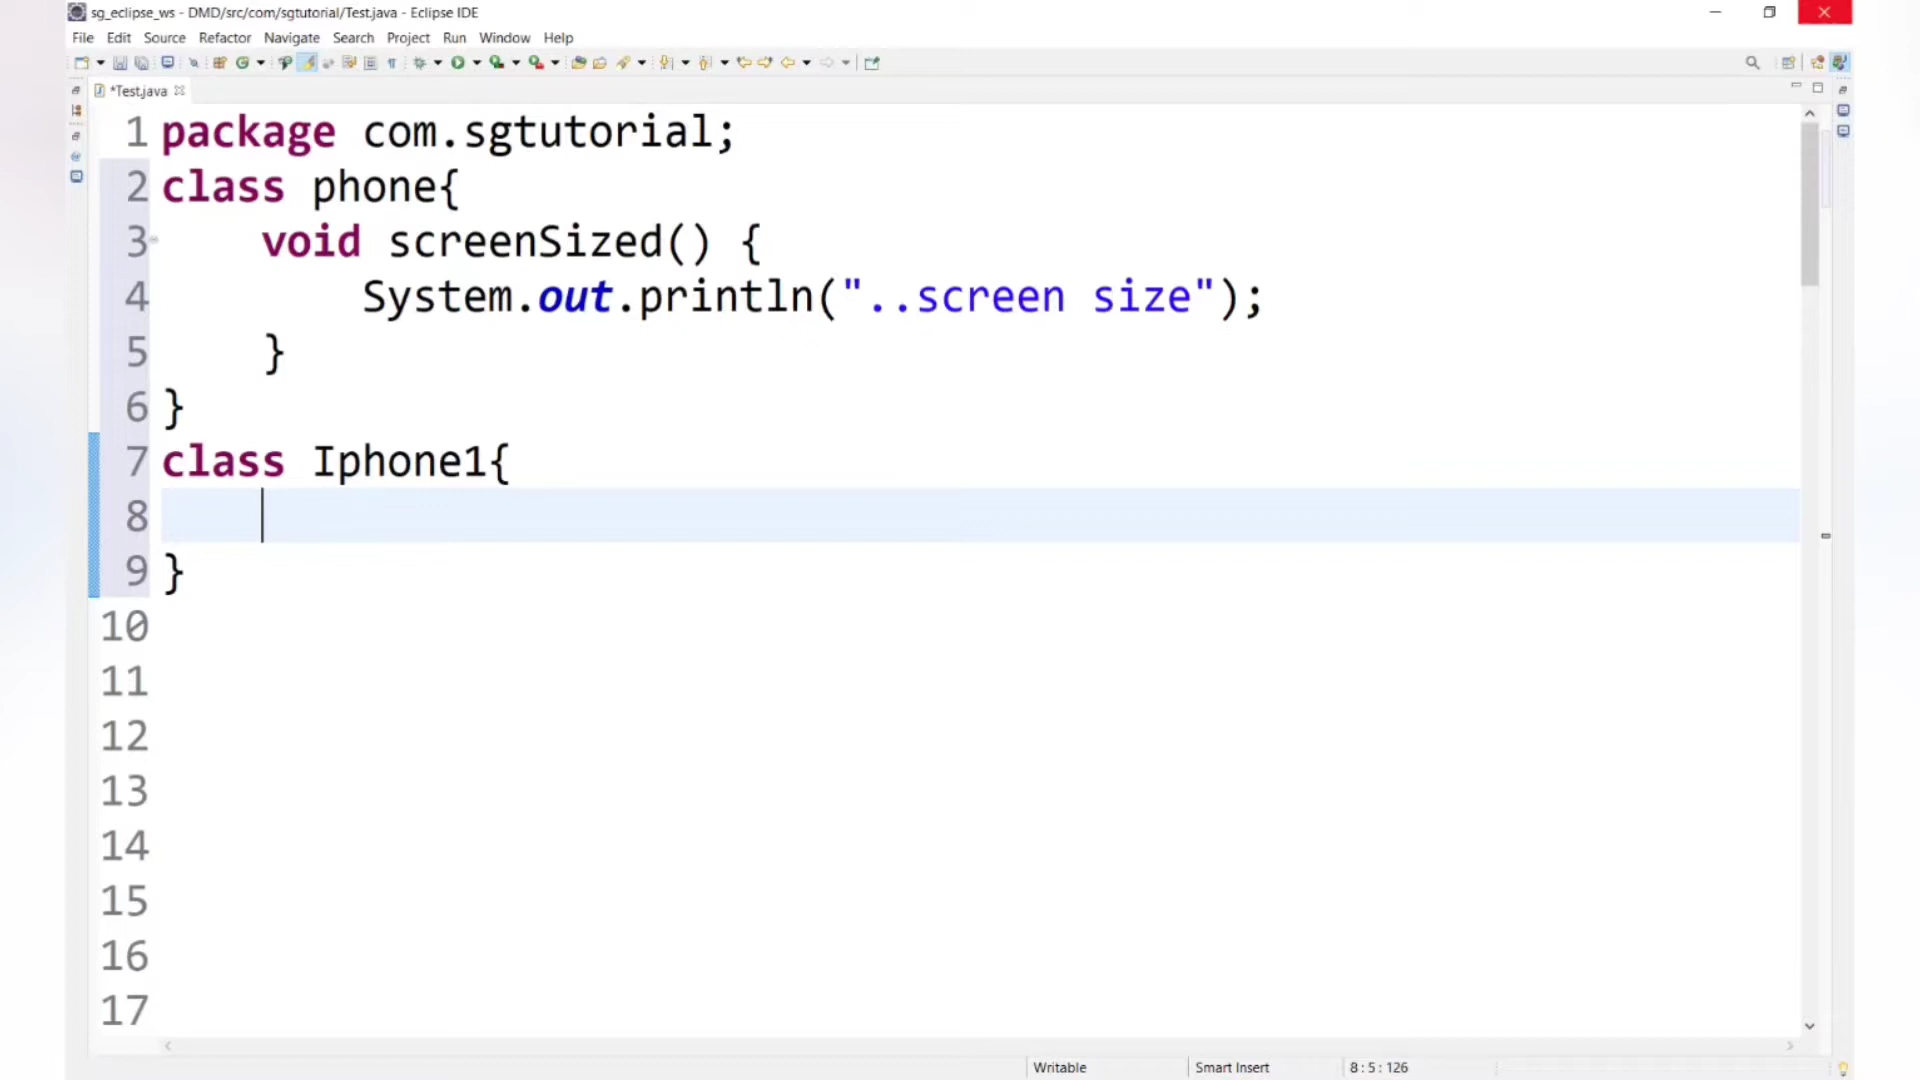 sg_eclipse_ws - DMD/src/com/sgtutorial/Test.java - Eclipse IDE
File Edit Source Refactor Navigate Search Project Run Window Help
*Test.java
1 package com.sgtutorial;
2 class phone{
3 void screenSized() {
4 System.out.println("..screen size");
5 }
6 }
7 class Iphone1{
8
9 }
10
11
12
13
14
15
16
17
Writable Smart Insert 8 : 5 : 126